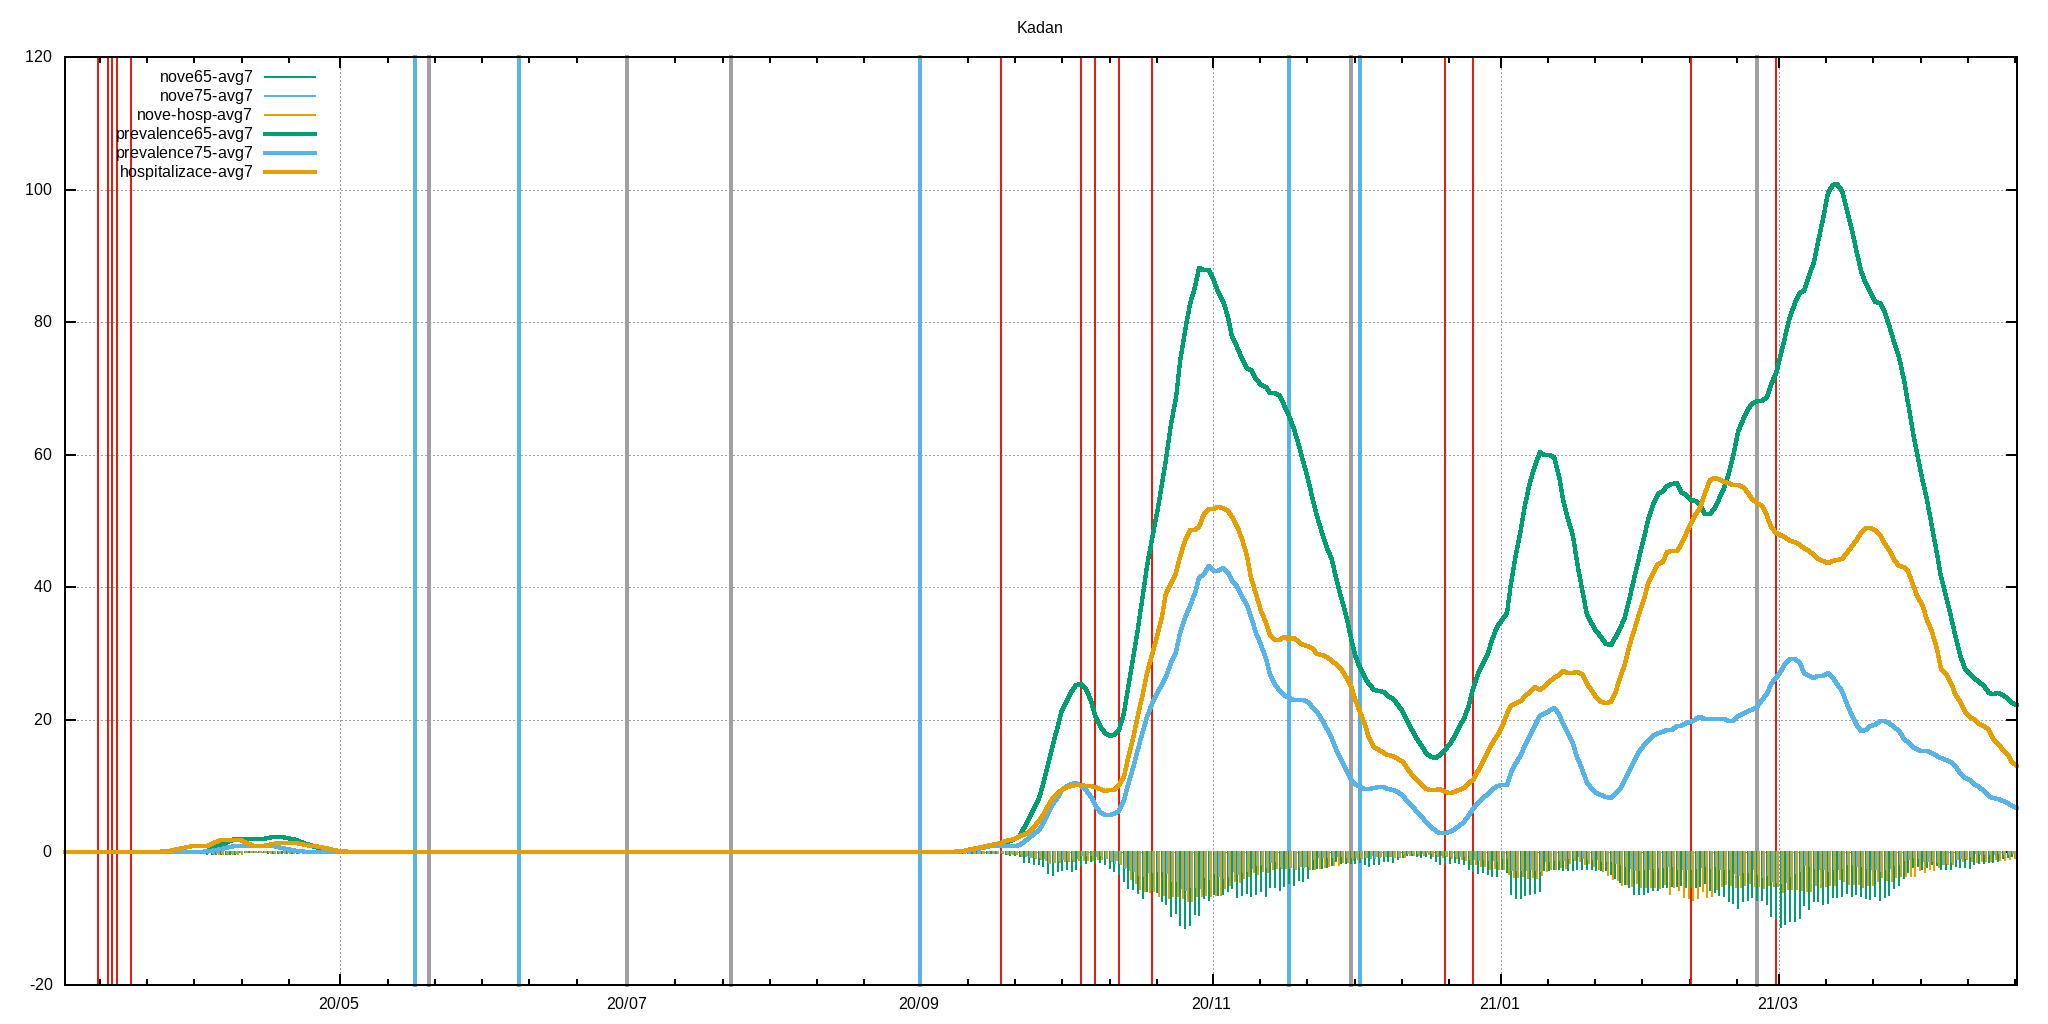 Kadan
120
nove65-avg7
nove75-avg7
nove-hosp-avg7
prevalence65-avg7
prevalence75-avg7
hospitalizace-avg7
100
80
60
40
20
0
-20
20/05 20/07 20/09 20/11 21/01 21/03